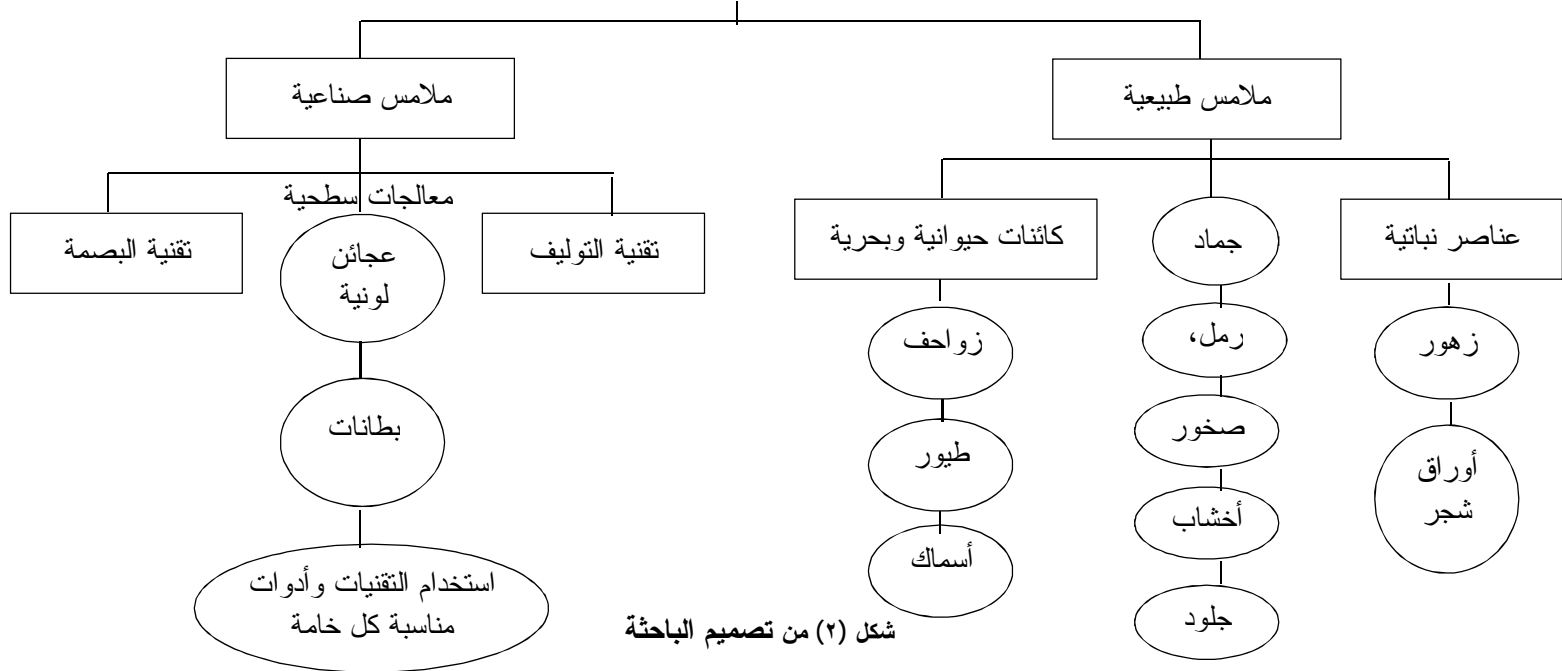 ملامس طبيعية
ملامس صناعية
عناصر نباتية
جماد
كائنات حيوانية وبحرية
معالجات سطحية
تقنية التوليف
عجائن
لونية
تقنية البصمة
زهور
رمل،
زواحف
أوراق
شجر
صخور
طيور
بطانات
أخشاب
أسماك
جلود
استخدام التقنيات وأدوات
مناسبة كل خامة
شكل (٢) من تصميم الباحثة